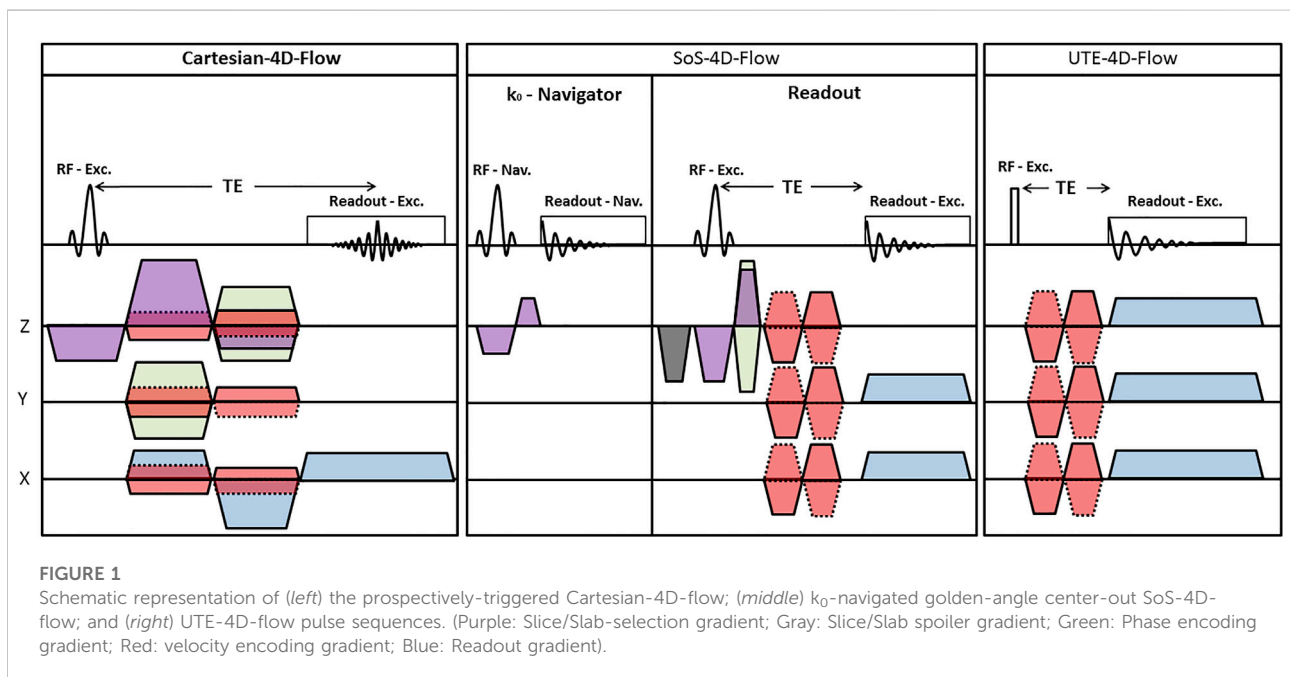 Cartesian-4D-Flow
SoS-4D-Flow
UTE-4D-Flow
k₀ - Navigator
Readout
RF - Exc.
TE
Readout - Exc.
RF - Nav.
Readout - Nav.
RF - Exc.
TE
Readout - Exc.
RF - Exc.
TE
Readout - Exc.
Z
Y
X
FIGURE 1
Schematic representation of (left) the prospectively-triggered Cartesian-4D-flow; (middle) k₀-navigated golden-angle center-out SoS-4D-
flow; and (right) UTE-4D-flow pulse sequences. (Purple: Slice/Slab-selection gradient; Gray: Slice/Slab spoiler gradient; Green: Phase encoding
gradient; Red: velocity encoding gradient; Blue: Readout gradient).